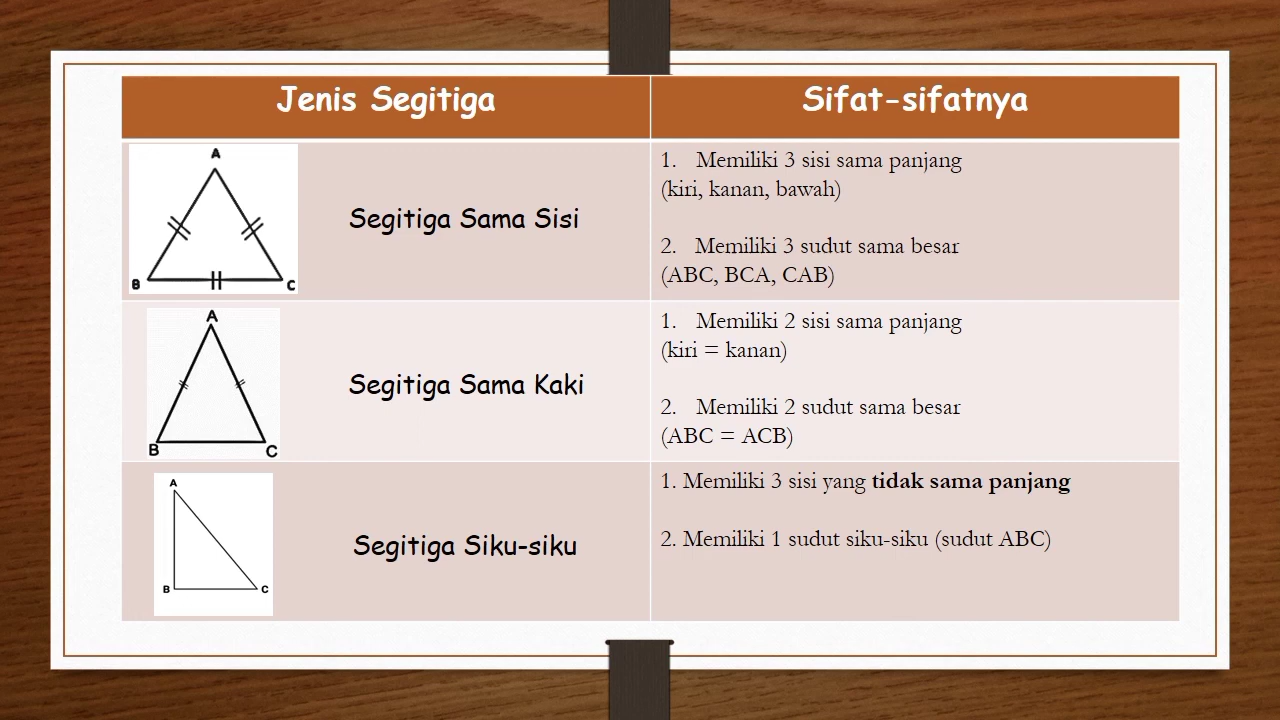 Jenis Segitiga
Sifat-sifatnya
A
B
C
Segitiga Sama Sisi
1. Memiliki 3 sisi sama panjang
(kiri, kanan, bawah)
2. Memiliki 3 sudut sama besar
(ABC, BCA, CAB)
A
B
C
Segitiga Sama Kaki
1. Memiliki 2 sisi sama panjang
(kiri = kanan)
2. Memiliki 2 sudut sama besar
(ABC = ACB)
A
B
C
Segitiga Siku-siku
1. Memiliki 3 sisi yang tidak sama panjang
2. Memiliki 1 sudut siku-siku (sudut ABC)